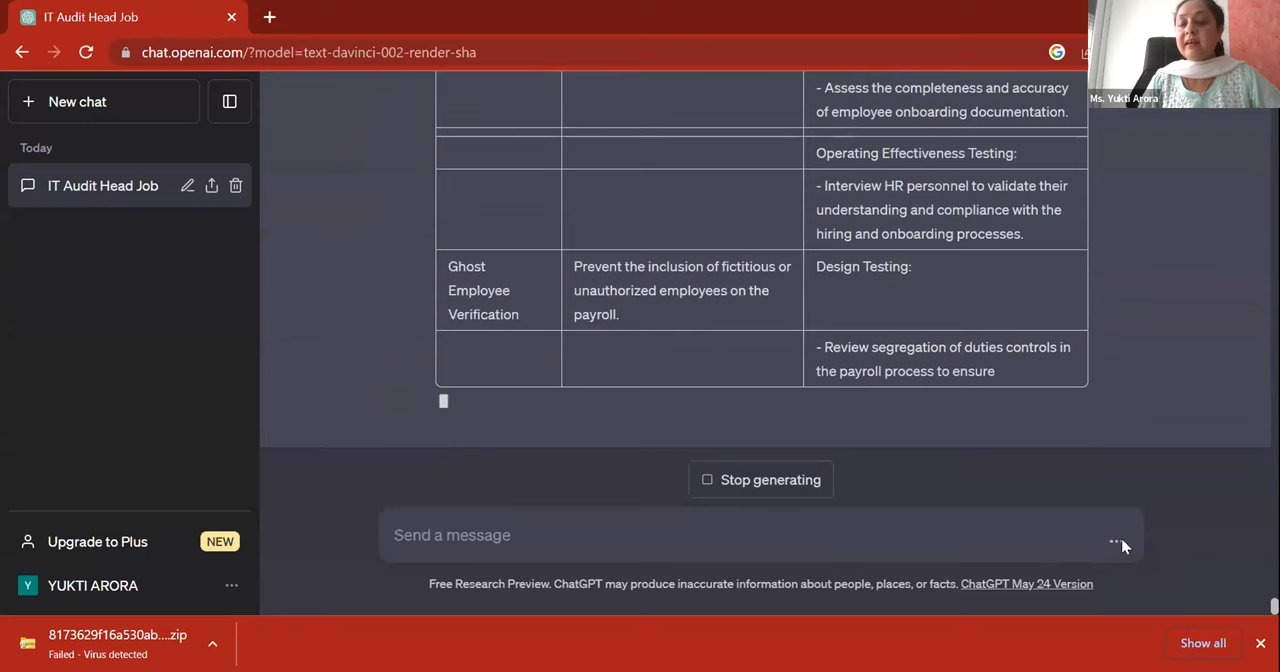 IT Audit Head Job
chat.openai.com/?model=text-davinci-002-render-sha
Ms. Yukti Arora
New chat
Today
IT Audit Head Job
- Assess the completeness and accuracy
of employee onboarding documentation.
Operating Effectiveness Testing:
- Interview HR personnel to validate their
understanding and compliance with the
hiring and onboarding processes.
Ghost
Employee
Verification
Prevent the inclusion of fictitious or
unauthorized employees on the
payroll.
Design Testing:
- Review segregation of duties controls in
the payroll process to ensure
Stop generating
Send a message
Free Research Preview. ChatGPT may produce inaccurate information about people, places, or facts. ChatGPT May 24 Version
Upgrade to Plus
NEW
Y
YUKTI ARORA
8173629f16a530ab....zip
Failed - Virus detected
Show all